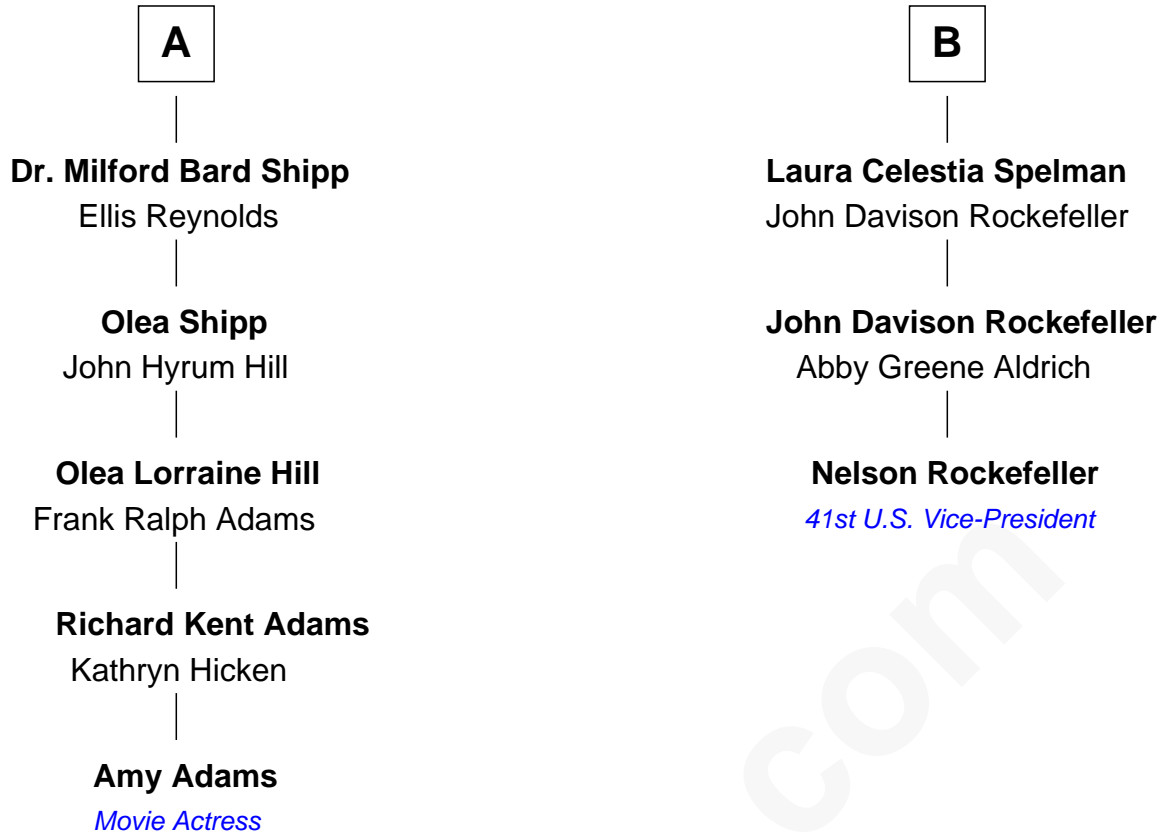 A
Dr. Milford Bard Shipp
Ellis Reynolds
Olea Shipp
John Hyrum Hill
Olea Lorraine Hill
Frank Ralph Adams
Richard Kent Adams
Kathryn Hicken
Amy Adams
Movie Actress
B
Laura Celestia Spelman
John Davison Rockefeller
John Davison Rockefeller
Abby Greene Aldrich
Nelson Rockefeller
41st U.S. Vice-President
com